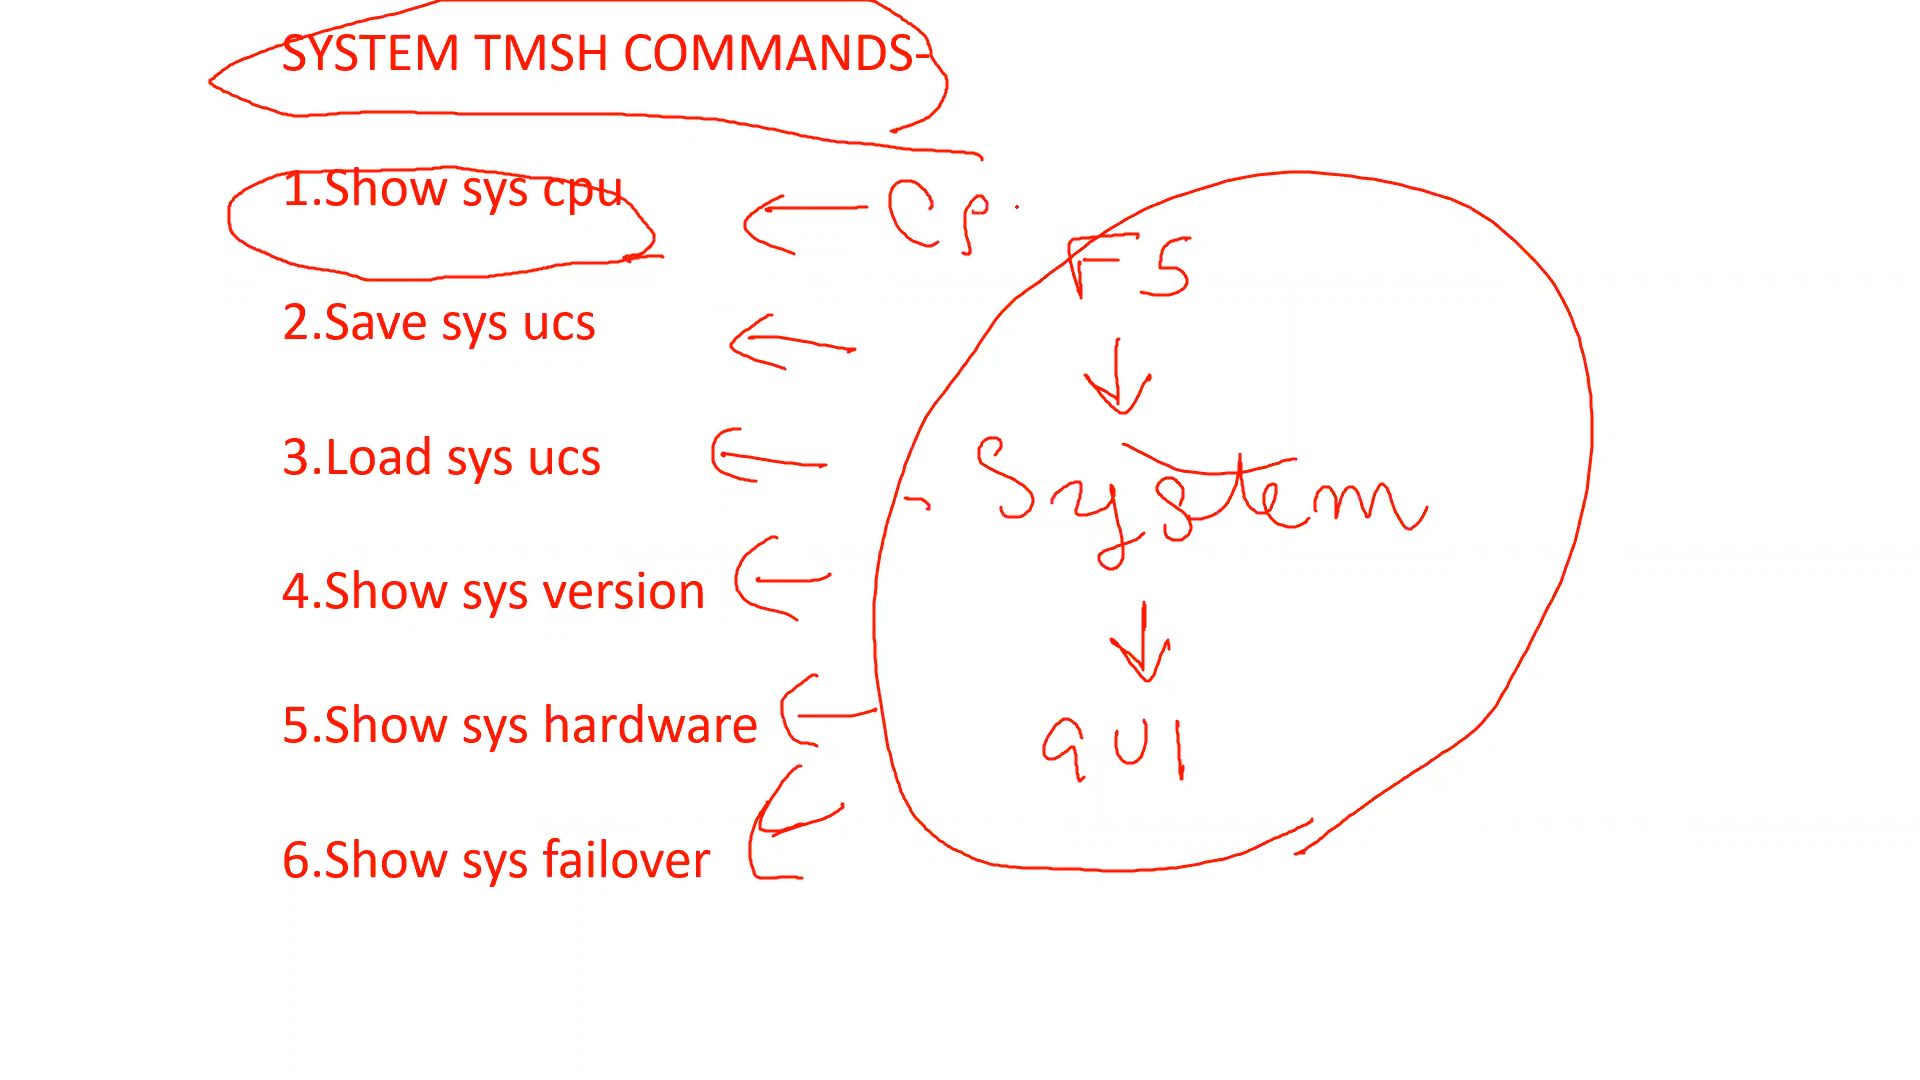 SYSTEM TMSH COMMANDS-
1.Show sys cpu
Cp
2.Save sys ucs
3.Load sys ucs
4.Show sys version
5.Show sys hardware
6.Show sys failover
F5
System
GUI